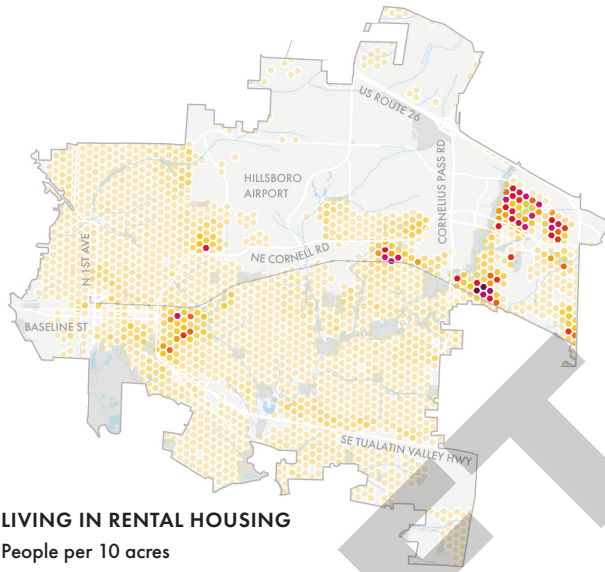 US ROUTE 26
CORNELIUS PASS RD
HILLSBORO
AIRPORT
N 1ST AVE
NE CORNELL RD
BASELINE ST
SE TUALATIN VALLEY HWY
LIVING IN RENTAL HOUSING
People per 10 acres